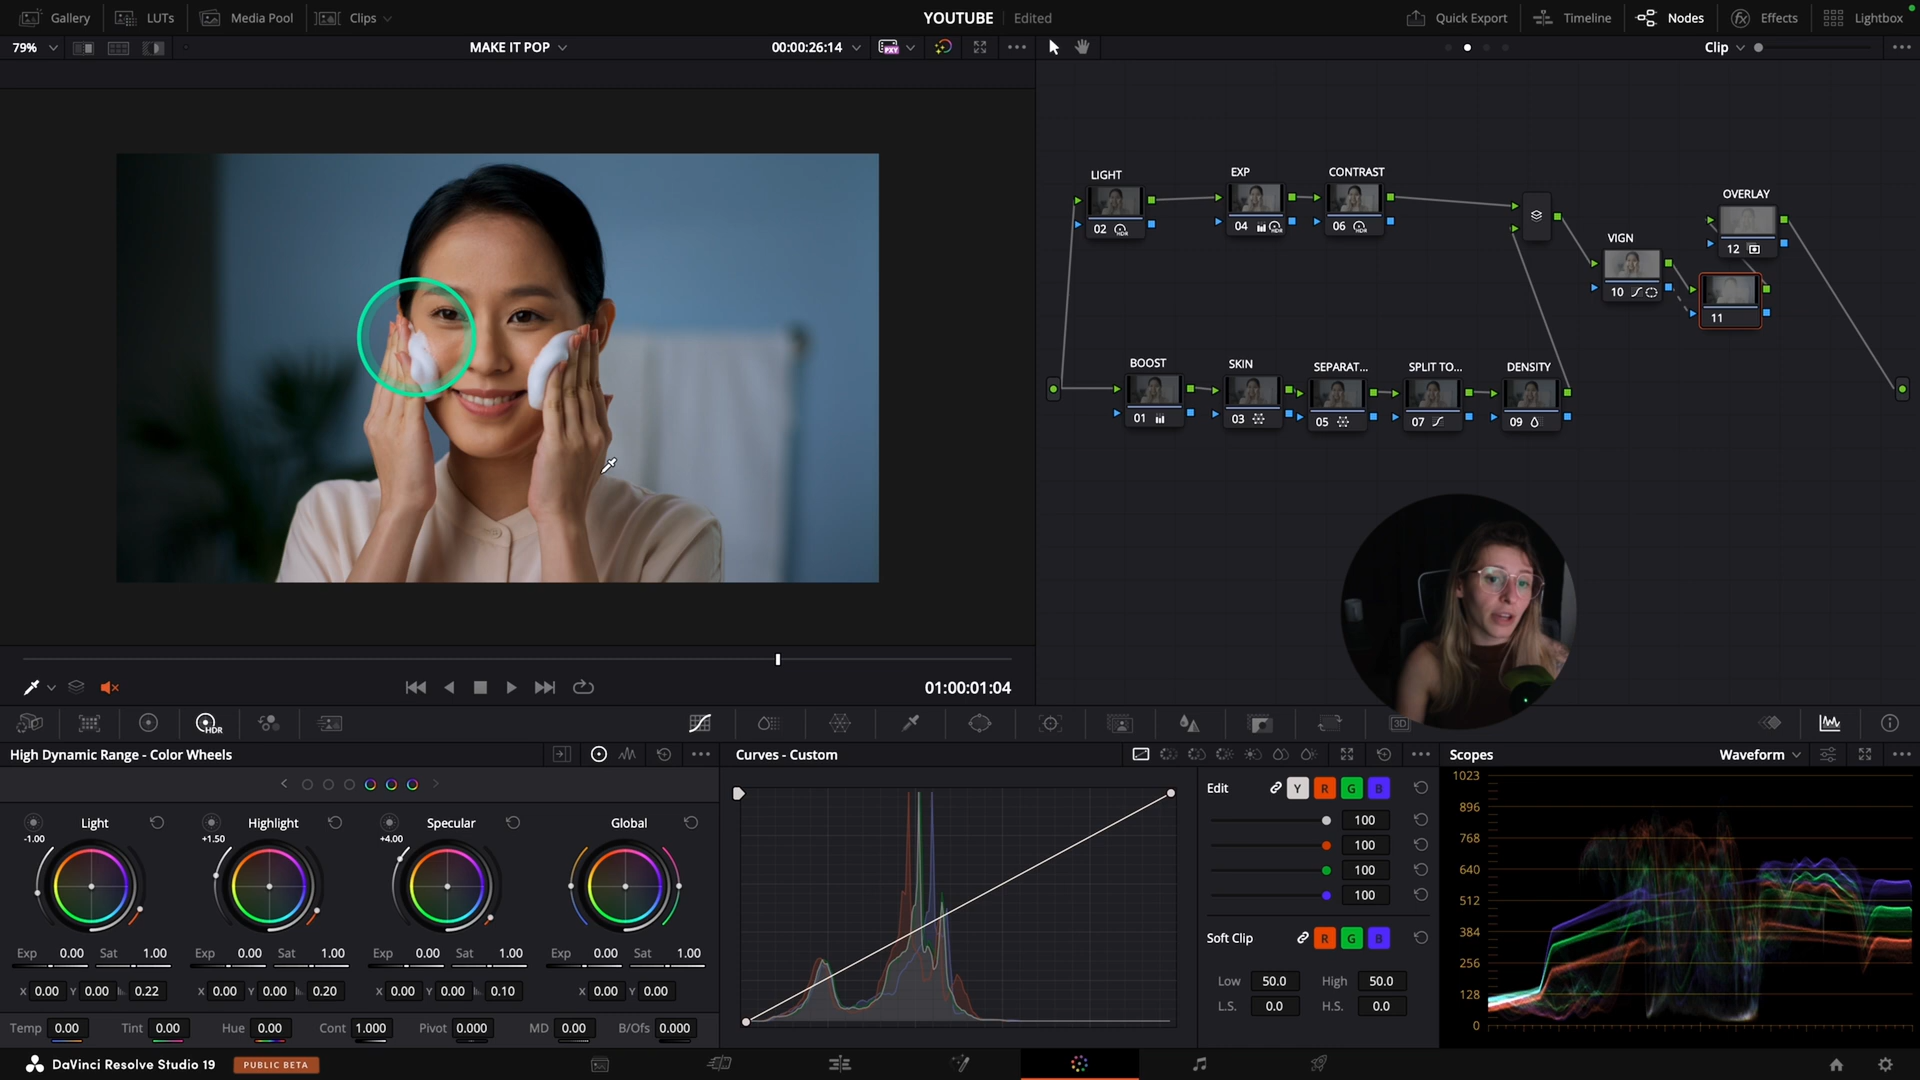 Gallery LUTs Media Pool Clips YOUTUBE Edited Quick Export Timeline Nodes Effects Lightbox
79% MAKE IT POP 00:00:26:14 PXY Clip
LIGHT EXP CONTRAST OVERLAY
02 HDR 04 HDR 06 HDR 12
VIGN
10 11
BOOST SKIN SEPARAT... SPLIT TO... DENSITY
01 03 05 07 09
01:00:01:04
HDR 3D
High Dynamic Range - Color Wheels Curves - Custom Scopes Waveform
Light Highlight Specular Global
-1.00 +1.50 +4.00
Exp 0.00 Sat 1.00 Exp 0.00 Sat 1.00 Exp 0.00 Sat 1.00 Exp 0.00 Sat 1.00
X 0.00 Y 0.00 0.22 X 0.00 Y 0.00 0.20 X 0.00 Y 0.00 0.10 X 0.00 Y 0.00
Temp 0.00 Tint 0.00 Hue 0.00 Cont 1.000 Pivot 0.000 MD 0.00 B/Ofs 0.000
Edit Y R G B
100
100
100
100
Soft Clip R G B
Low 50.0 High 50.0
L.S. 0.0 H.S. 0.0
1023
896
768
640
512
384
256
128
0
DaVinci Resolve Studio 19 PUBLIC BETA